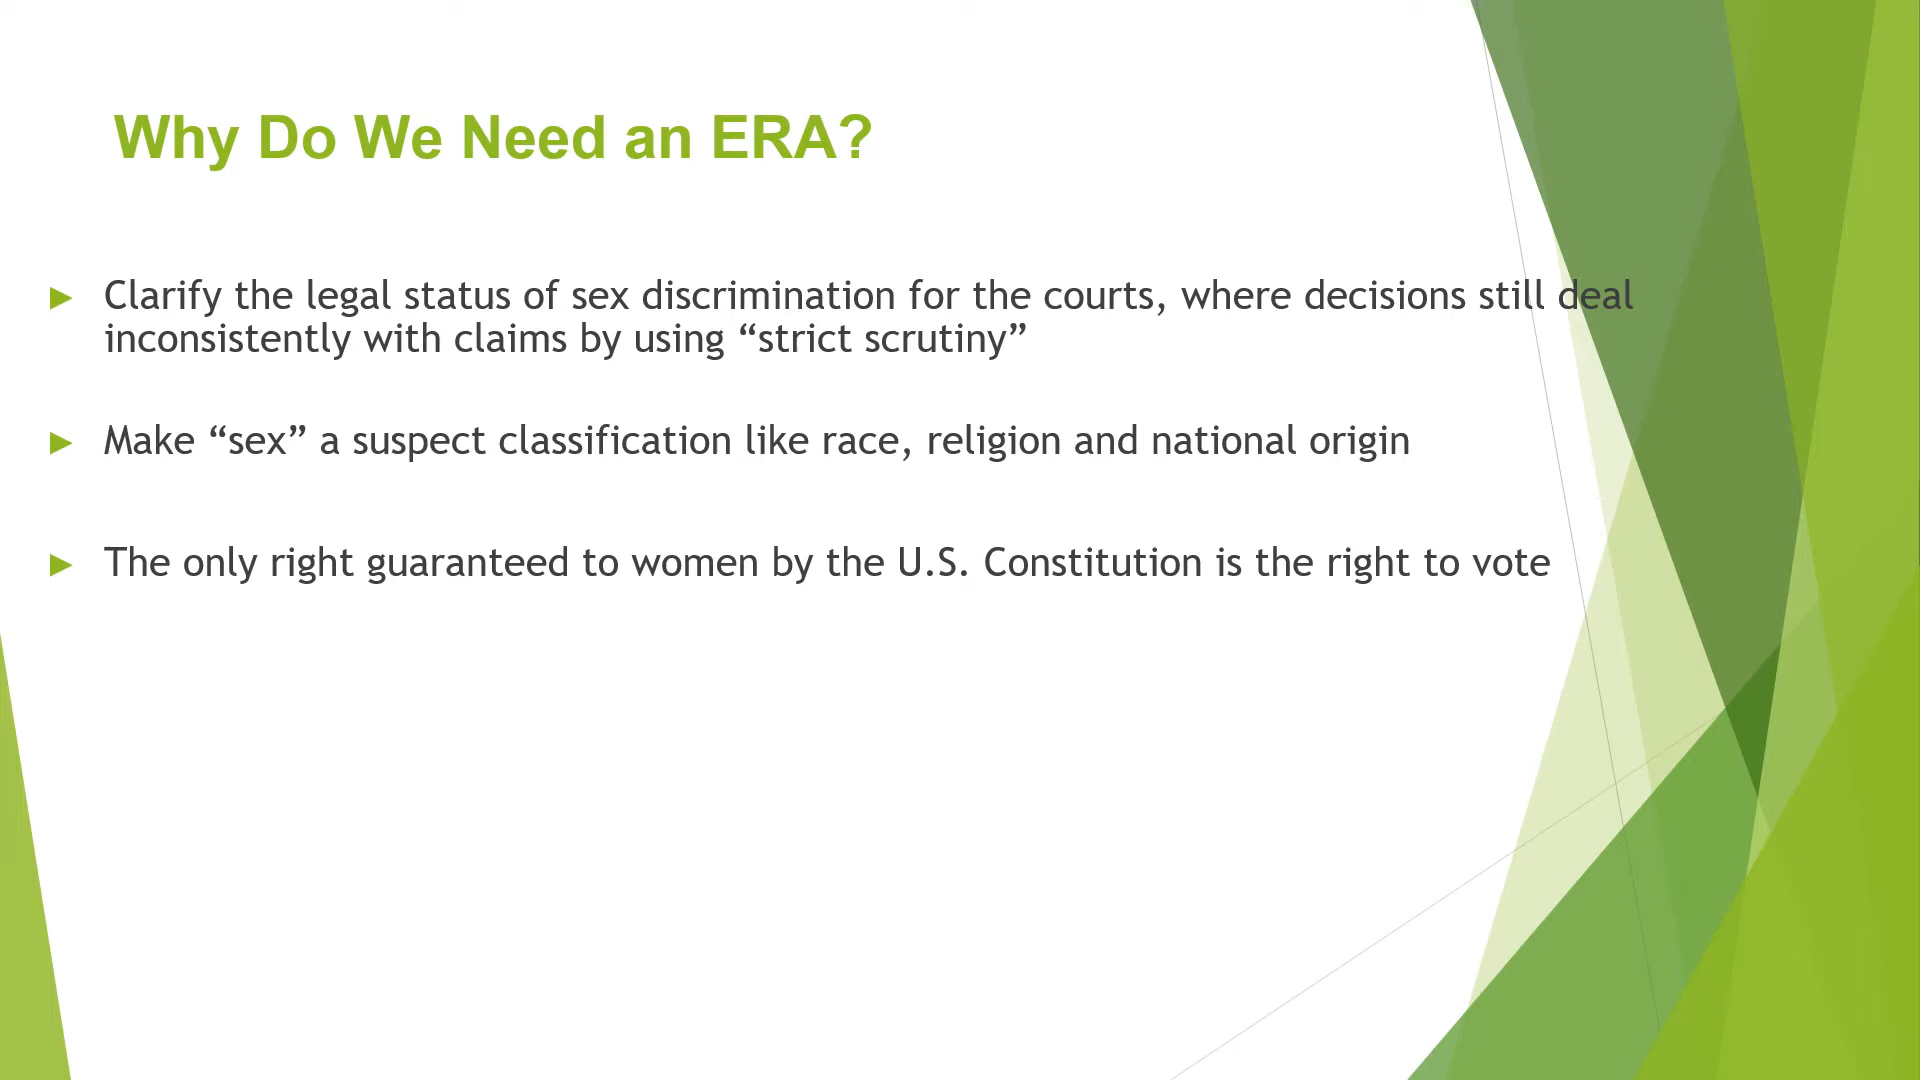 Why Do We Need an ERA?
Clarify the legal status of sex discrimination for the courts, where decisions still deal
inconsistently with claims by using “strict scrutiny”
Make “sex” a suspect classification like race, religion and national origin
The only right guaranteed to women by the U.S. Constitution is the right to vote